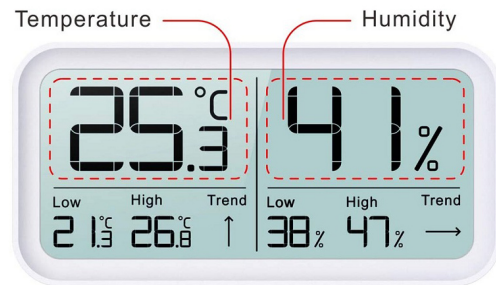 Temperature Humidity
25.3°C 41%
Low High Trend Low High Trend
21.3°C 26.8°C ↑ 38% 47% →